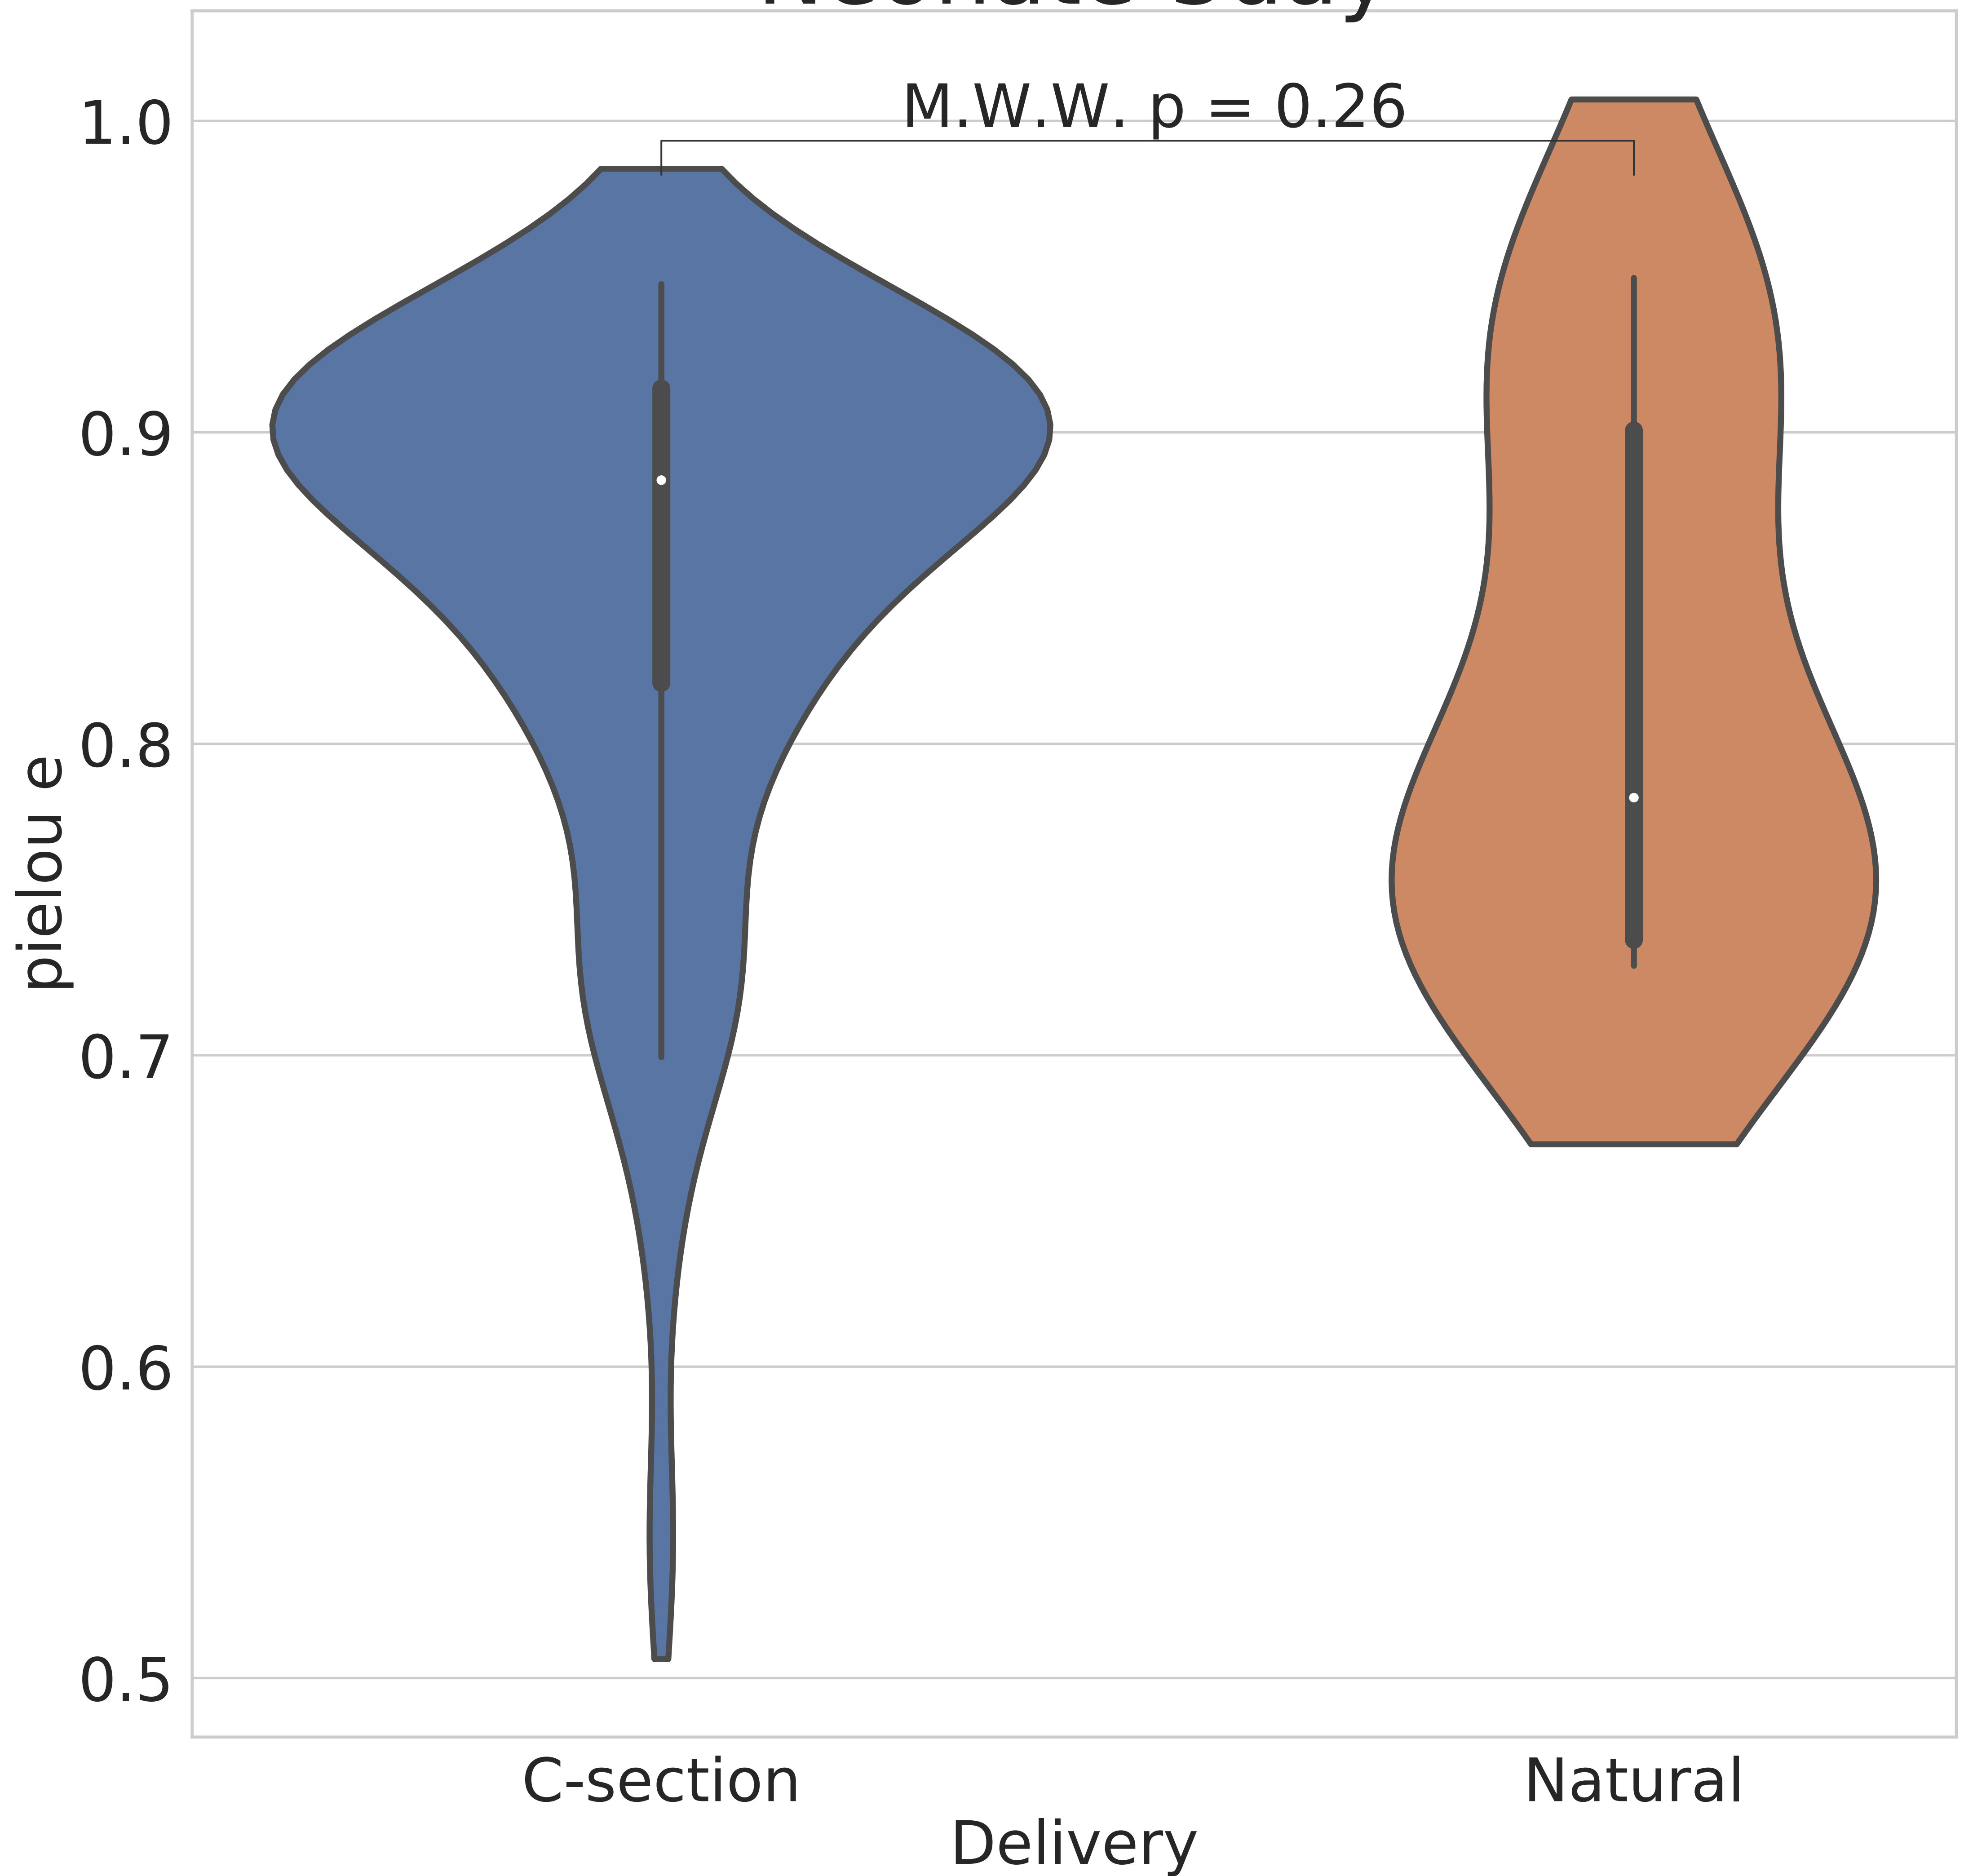 M.W.W. p = 0.26
1.0
0.9
0.8
0.7
0.6
0.5
pielou e
C-section
Natural
Delivery